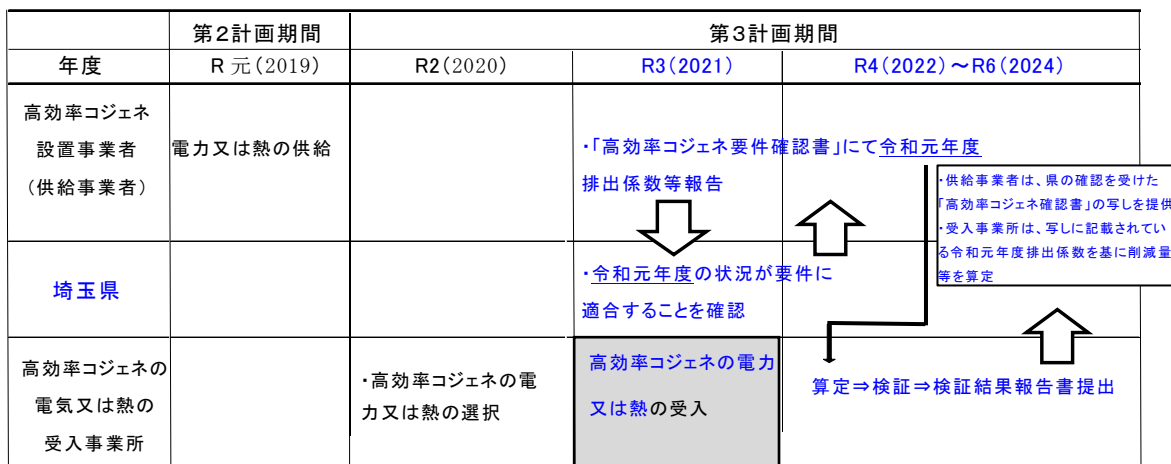 第２計画期間
第３計画期間
年度
R 元(2019)
R2(2020)
R3(2021)
R4(2022)～R6(2024)
高効率コジェネ
設置事業者
(供給事業者)
電力又は熱の供給
・「高効率コジェネ要件確認書」にて令和元年度
排出係数等報告
・供給事業者は、県の確認を受けた
「高効率コジェネ確認書」の写しを提供
・受入事業所は、写しに記載されてい
る令和元年度排出係数を基に削減量
等を算定
埼玉県
・令和元年度の状況が要件に
適合することを確認
高効率コジェネの
電気又は熱の
受入事業所
・高効率コジェネの電
力又は熱の選択
高効率コジェネの電力
又は熱の受入
算定⇒検証⇒検証結果報告書提出